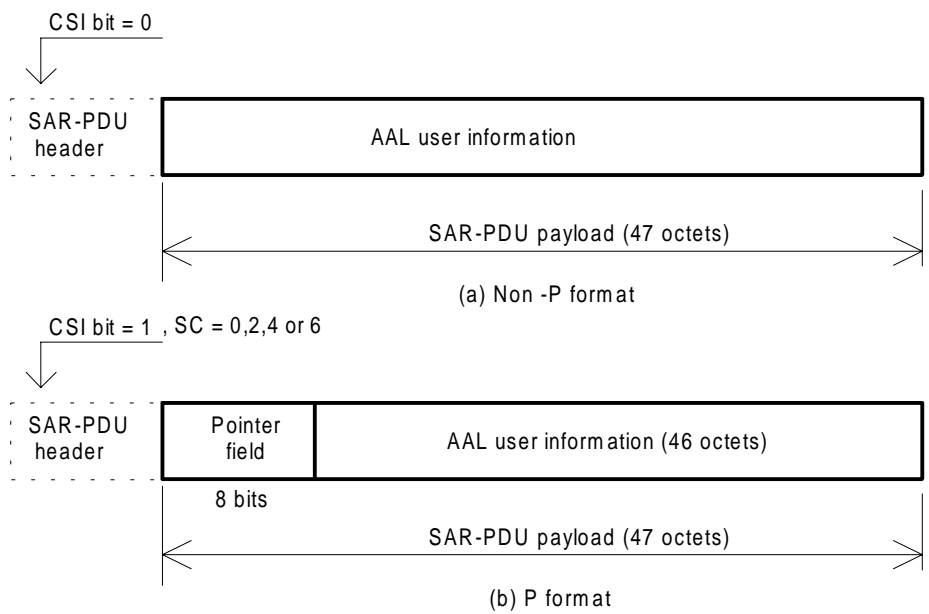 CSI bit = 0
SAR-PDU
header
AAL user information
SAR-PDU payload (47 octets)
(a) Non -P format
CSI bit = 1 , SC = 0,2,4 or 6
SAR-PDU
header
Pointer
field
AAL user information (46 octets)
8 bits
SAR-PDU payload (47 octets)
(b) P format